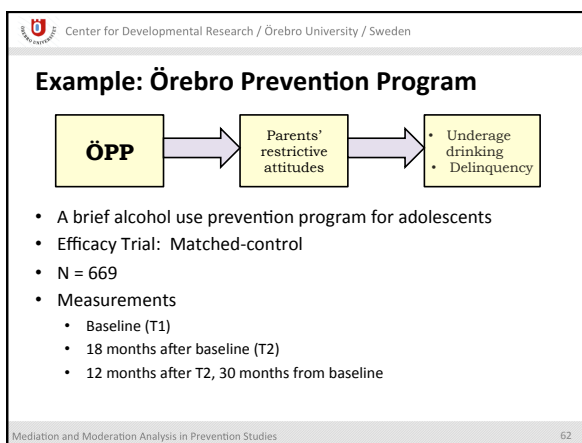 ÖREBRO UNIVERSITET
Center for Developmental Research / Örebro University / Sweden
Example: Örebro Prevention Program
ÖPP
Parents’
restrictive
attitudes
• Underage
drinking
• Delinquency
• A brief alcohol use prevention program for adolescents
• Efficacy Trial: Matched-control
• N = 669
• Measurements
• Baseline (T1)
• 18 months after baseline (T2)
• 12 months after T2, 30 months from baseline
Mediation and Moderation Analysis in Prevention Studies
62